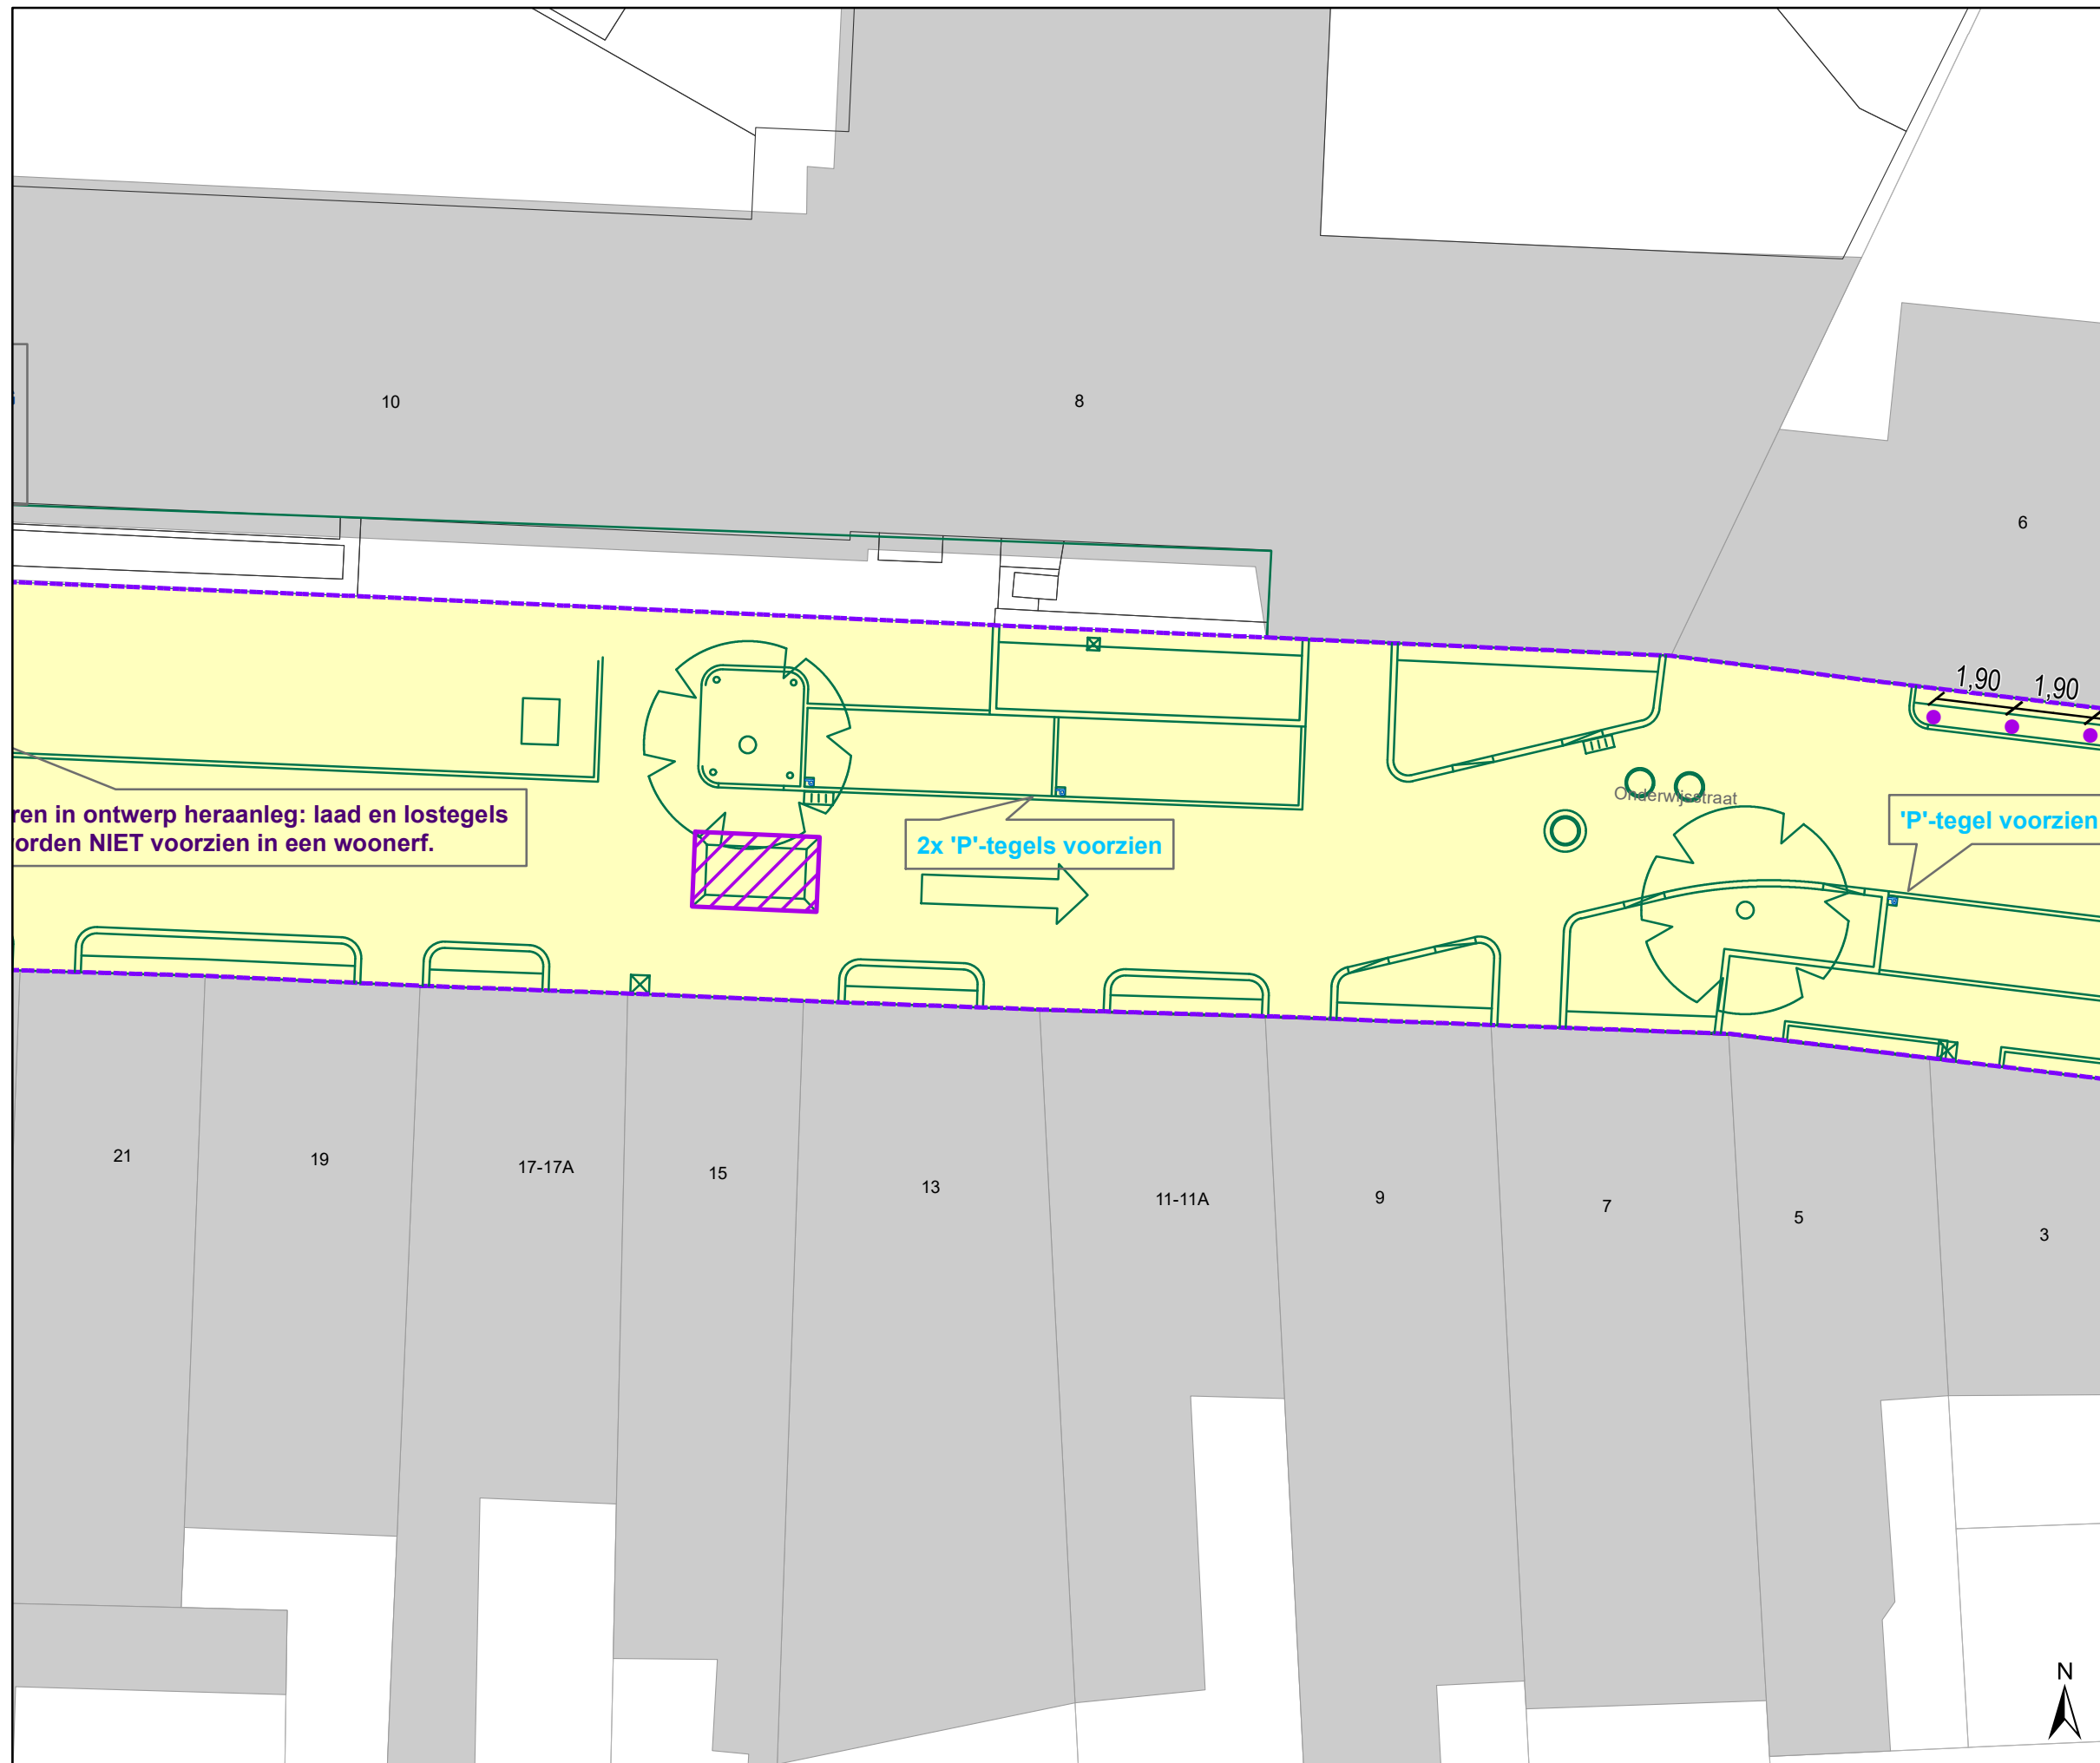 10
8
6
1,90
1,90
Onderwijsstraat
ren in ontwerp heraanleg: laad en lostegels
orden NIET voorzien in een woonerf.
2x 'P'-tegels voorzien
'P'-tegel voorzien
21
19
17-17A
15
13
11-11A
9
7
5
3
N